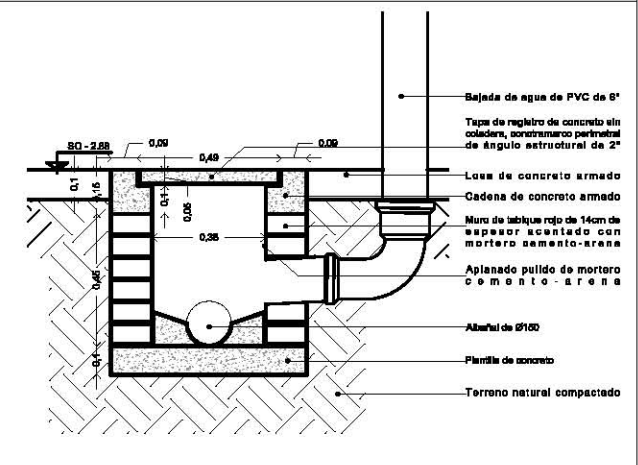 Bajada de agua de PVC de 6"
Tapa de registro de concreto sin
coladera, contramarco perimetral
de ángulo estructural de 2"
SQ - 2.88
0,09
0,49
0,09
Losa de concreto armado
0,1
0,15
Cadena de concreto armado
0,1
0,05
Muro de tabique rojo de 14cm de
espesor acentado con
mortero cemento-arena
0,38
Aplanado pulido de mortero
cemento-arena
0,45
Albañal de Ø150
0,1
Plantilla de concreto
Terreno natural compactado